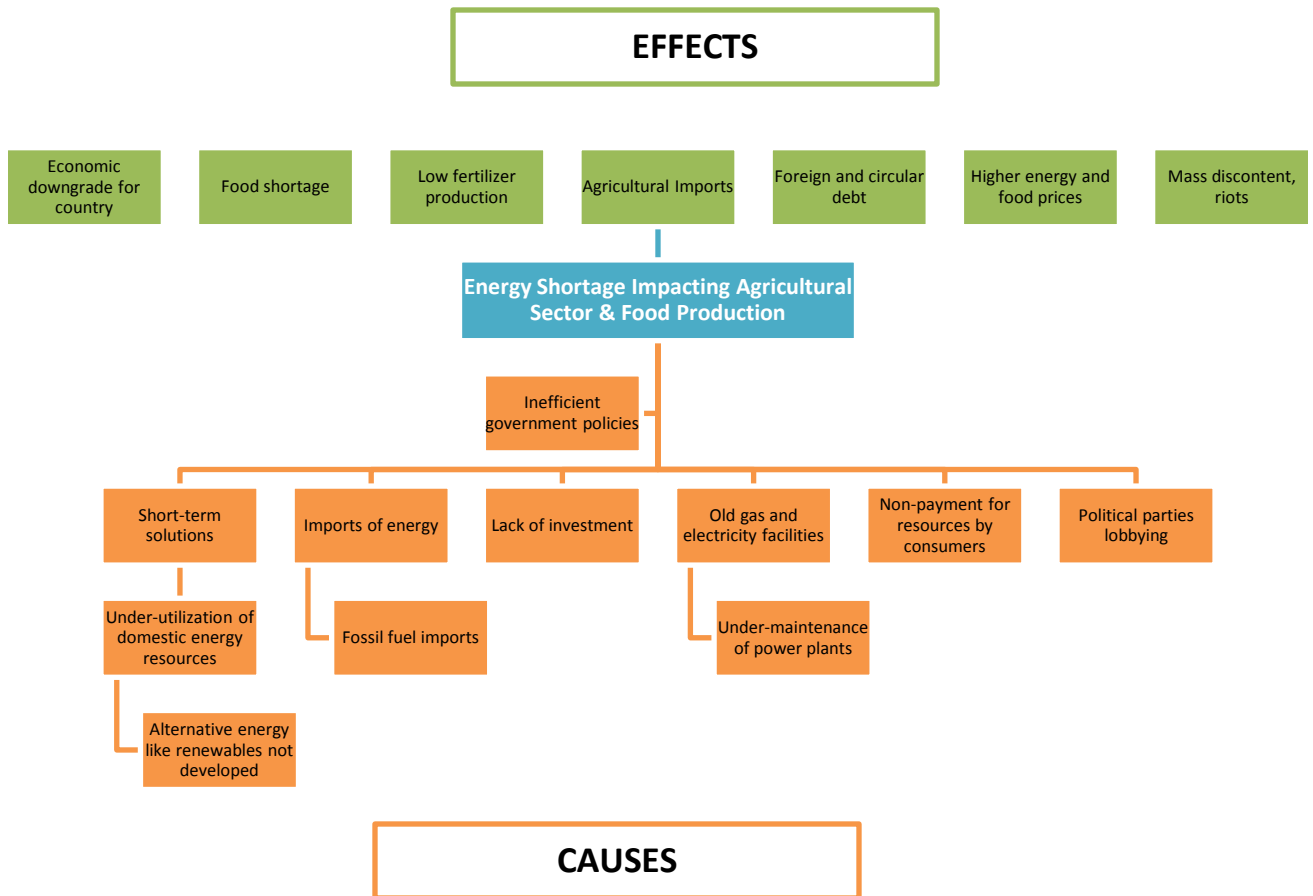 EFFECTS
Economic
downgrade for
country
Food shortage
Low fertilizer
production
Agricultural Imports
Foreign and circular
debt
Higher energy and
food prices
Mass discontent,
riots
Energy Shortage Impacting Agricultural
Sector & Food Production
Inefficient
government policies
Short-term
solutions
Imports of energy
Lack of investment
Old gas and
electricity facilities
Non-payment for
resources by
consumers
Political parties
lobbying
Under-utilization of
domestic energy
resources
Fossil fuel imports
Under-maintenance
of power plants
Alternative energy
like renewables not
developed
CAUSES